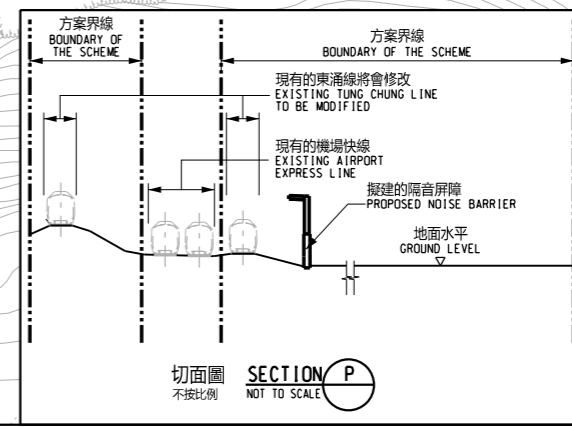 方案界線
BOUNDARY OF
THE SCHEME
方案界線
BOUNDARY OF THE SCHEME
現有的東涌線將會修改
EXISTING TUNG CHUNG LINE
TO BE MODIFIED
現有的機場快線
EXISTING AIRPORT
EXPRESS LINE
擬建的隔音屏障
PROPOSED NOISE BARRIER
地面水平
GROUND LEVEL
切面圖 SECTION P
不按比例 NOT TO SCALE